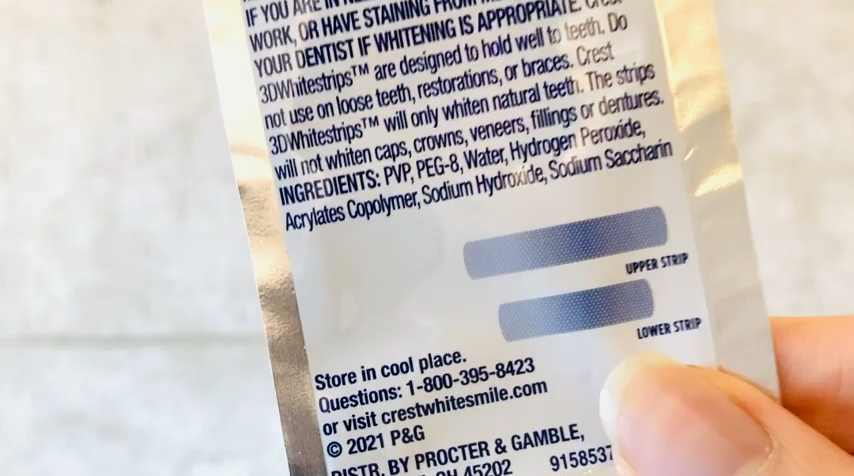 IF YOU ARE IN
WORK, OR HAVE STAINING FROM
YOUR DENTIST IF WHITENING IS APPROPRIATE. Crest
3DWhitestrips™ are designed to hold well to teeth. Do
not use on loose teeth, restorations, or braces. Crest
3DWhitestrips™ will only whiten natural teeth. The strips
will not whiten caps, crowns, veneers, fillings or dentures.
INGREDIENTS: PVP, PEG-8, Water, Hydrogen Peroxide,
Acrylates Copolymer, Sodium Hydroxide, Sodium Saccharin
UPPER STRIP
LOWER STRIP
Store in cool place.
Questions: 1-800-395-8423
or visit crestwhitesmile.com
© 2021 P&G
DISTR. BY PROCTER & GAMBLE,
OH 45202 9158537